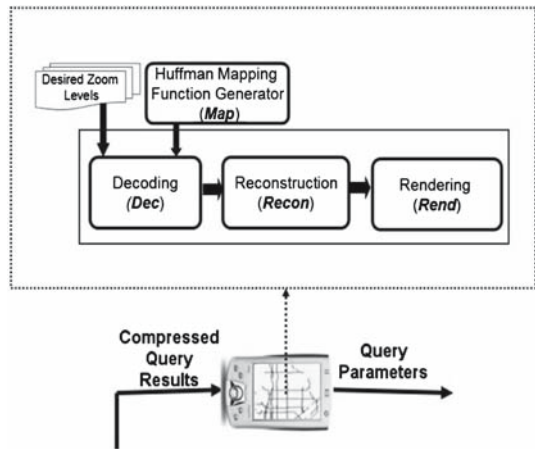 Desired Zoom
Levels
Huffman Mapping
Function Generator
(Map)
Decoding
(Dec)
Reconstruction
(Recon)
Rendering
(Rend)
Compressed
Query
Results
Query
Parameters